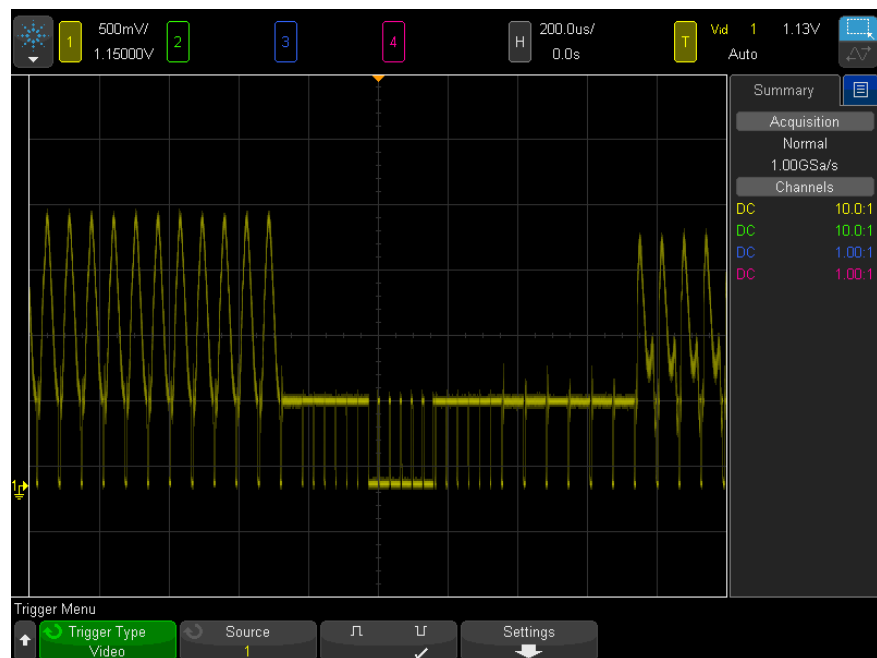 1
500mV/
1.15000V
2
3
4
H
200.0us/
0.0s
T
Vid 1 1.13V
Auto
Summary
Acquisition
Normal
1.00GSa/s
Channels
DC 10.0:1
DC 10.0:1
DC 1.00:1
DC 1.00:1
1
Trigger Menu
Trigger Type
Video
Source
1
Settings